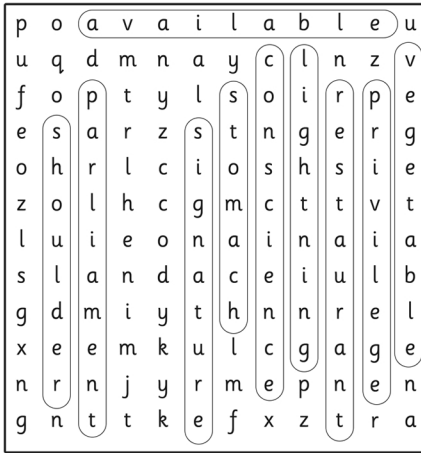 p o a v a i l a b l e u
u q d m n a y c l n z v
f o p t y l s o i r p e
e s a r z s t n g e r g
o h r l c i o s h s i e
z o l h c g m c t t v t
l u i e o n a i n a i a
s l a n d a c e i u l b
g d m i y t h n n r e l
x e e m k u l c g a g e
n r n j y r m e p n e n
g n t t k e f x z t r a